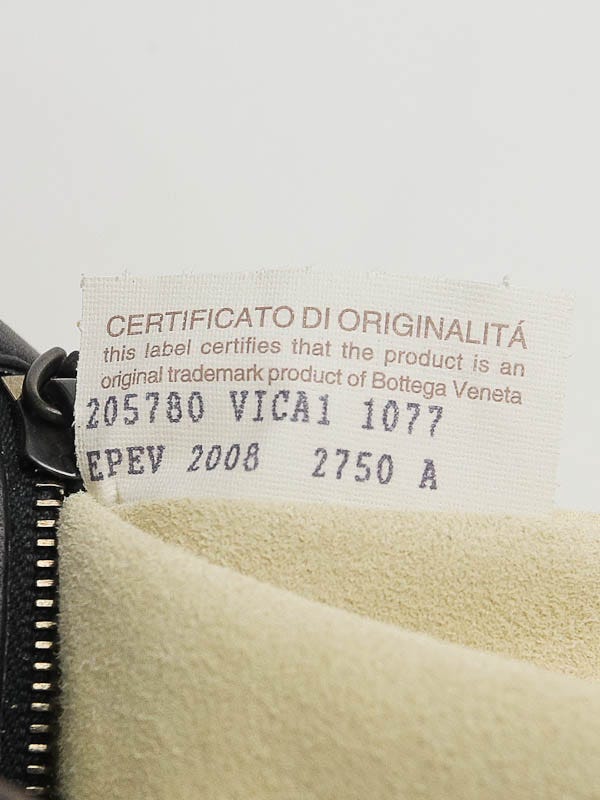 CERTIFICATO DI ORIGINALITÁ
this label certifies that the product is an
original trademark product of Bottega Veneta
205780 VICA1 1077
EPEV 2008 2750 A